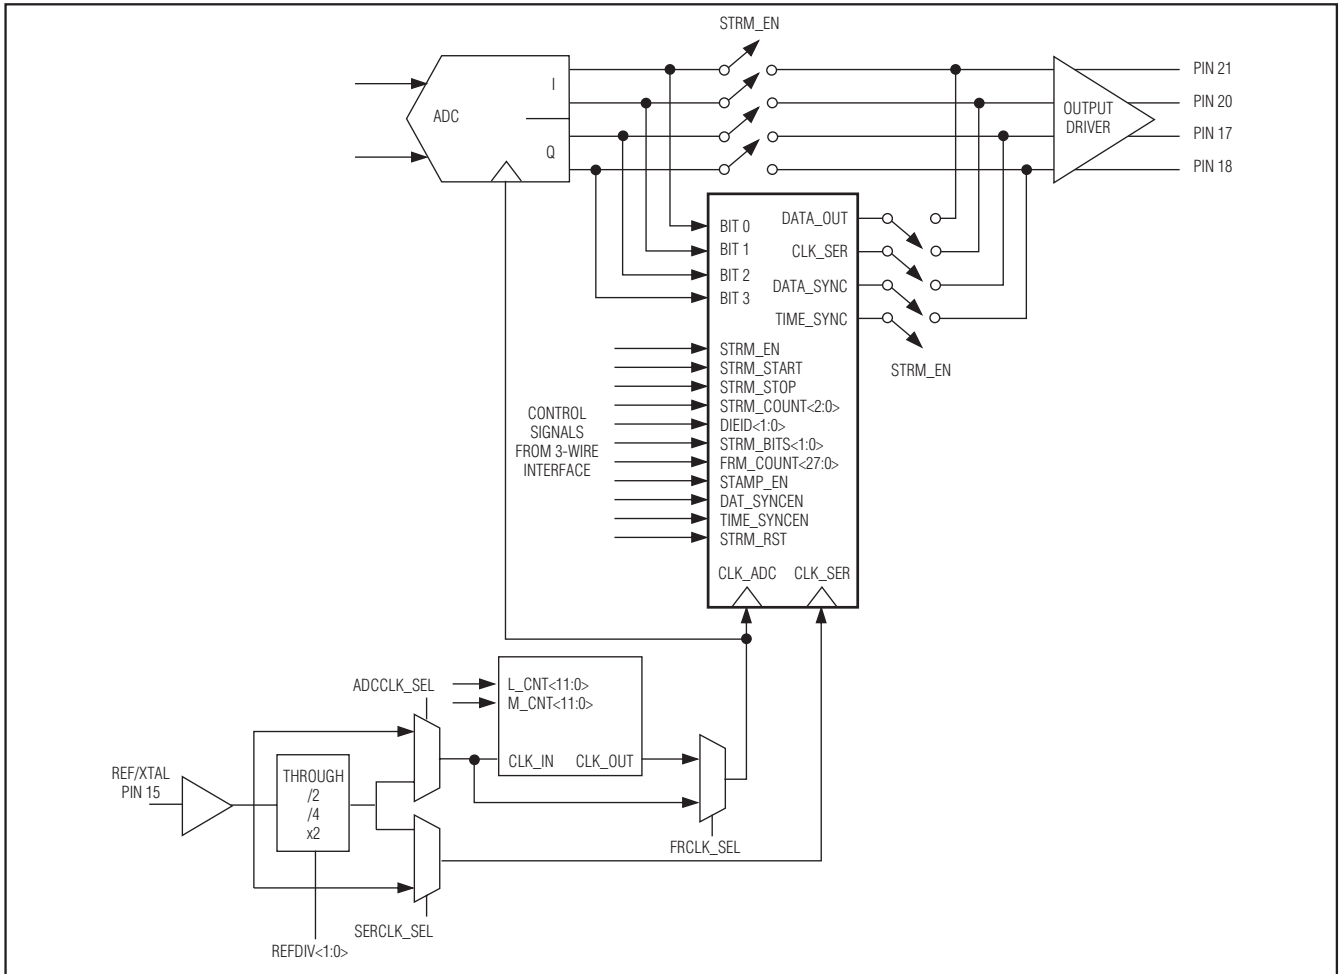 STRM_EN
ADC
I
Q
OUTPUT
DRIVER
PIN 21
PIN 20
PIN 17
PIN 18
BIT 0
BIT 1
BIT 2
BIT 3
DATA_OUT
CLK_SER
DATA_SYNC
TIME_SYNC
STRM_EN
CONTROL
SIGNALS
FROM 3-WIRE
INTERFACE
STRM_EN
STRM_START
STRM_STOP
STRM_COUNT<2:0>
DIEID<1:0>
STRM_BITS<1:0>
FRM_COUNT<27:0>
STAMP_EN
DAT_SYNCEN
TIME_SYNCEN
STRM_RST
CLK_ADC
CLK_SER
ADCCLK_SEL
L_CNT<11:0>
M_CNT<11:0>
CLK_IN
CLK_OUT
REF/XTAL
PIN 15
THROUGH
/2
/4
x2
FRCLK_SEL
SERCLK_SEL
REFDIV<1:0>